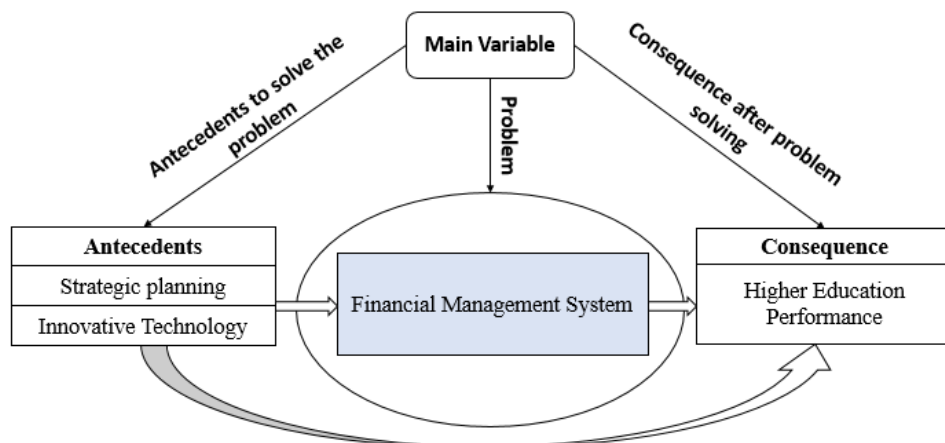 Main Variable
Antecedents to solve the
problem
Problem
Consequence after problem
solving
Antecedents
Strategic planning
Innovative Technology
Financial Management System
Consequence
Higher Education
Performance